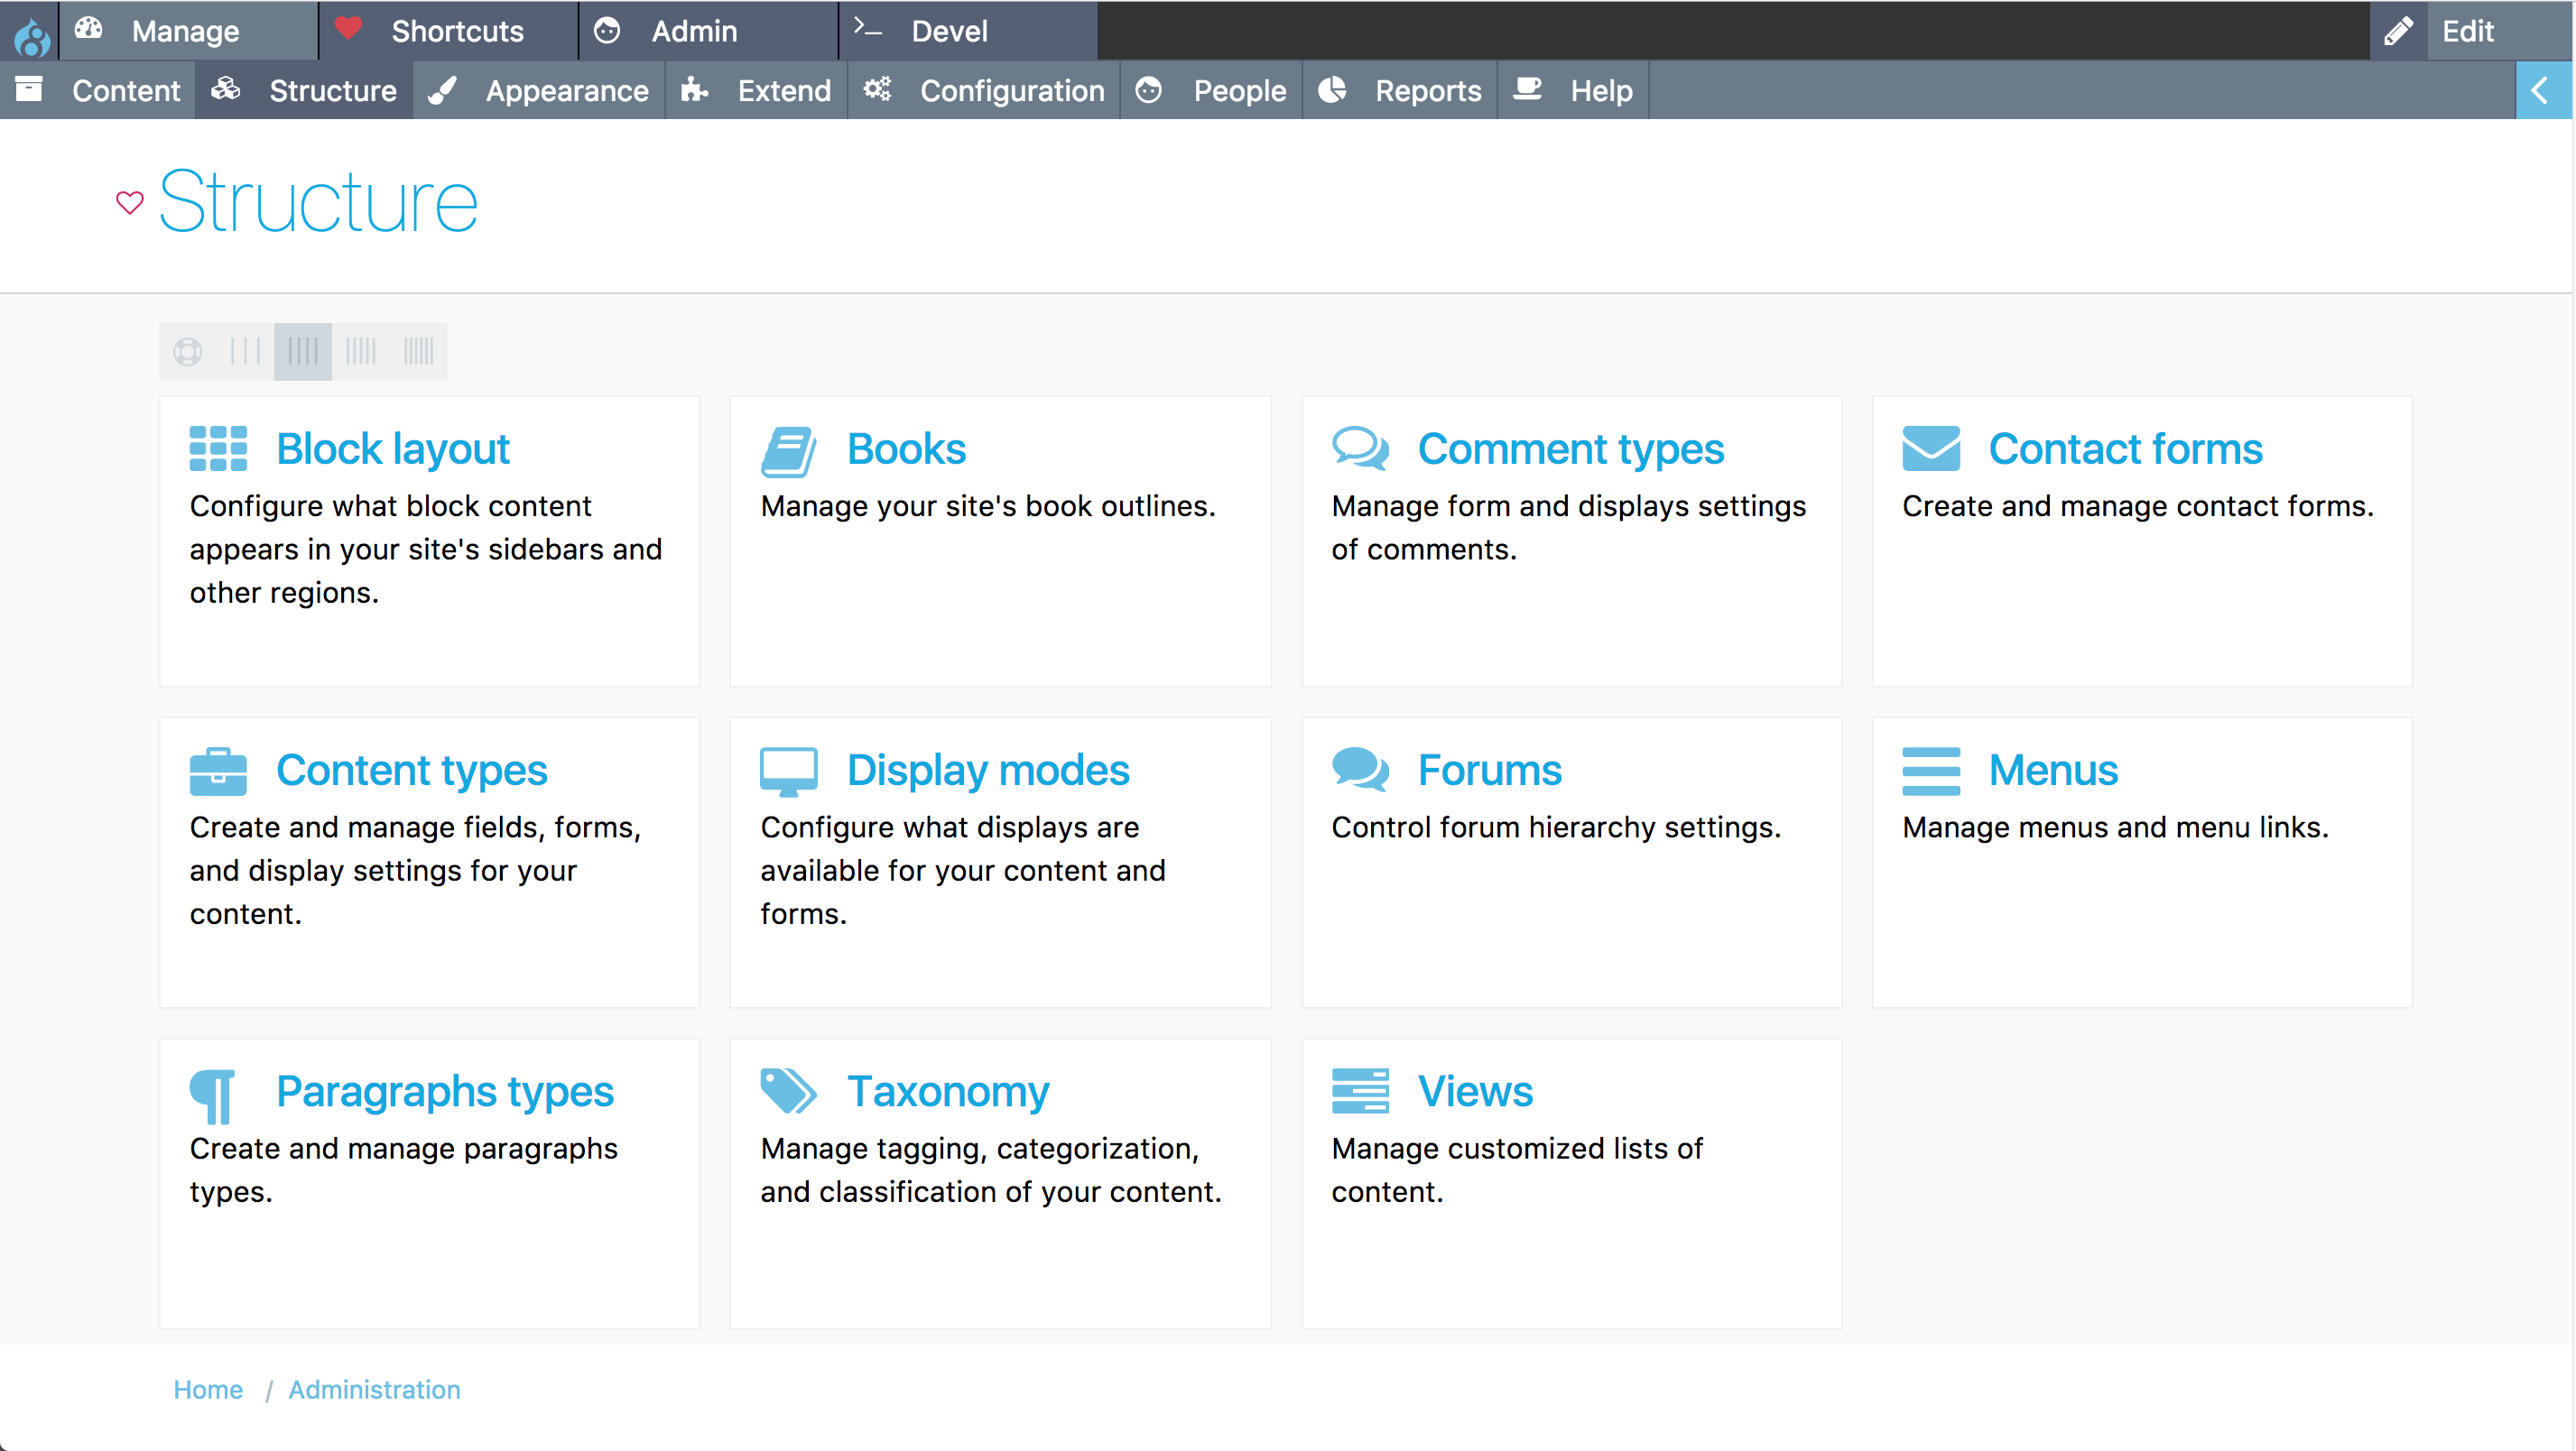 Manage Shortcuts Admin Devel Edit
Content Structure Appearance Extend Configuration People Reports Help
Structure
Block layout
Configure what block content
appears in your site's sidebars and
other regions.
Books
Manage your site's book outlines.
Comment types
Manage form and displays settings
of comments.
Contact forms
Create and manage contact forms.
Content types
Create and manage fields, forms,
and display settings for your
content.
Display modes
Configure what displays are
available for your content and
forms.
Forums
Control forum hierarchy settings.
Menus
Manage menus and menu links.
Paragraphs types
Create and manage paragraphs
types.
Taxonomy
Manage tagging, categorization,
and classification of your content.
Views
Manage customized lists of
content.
Home / Administration